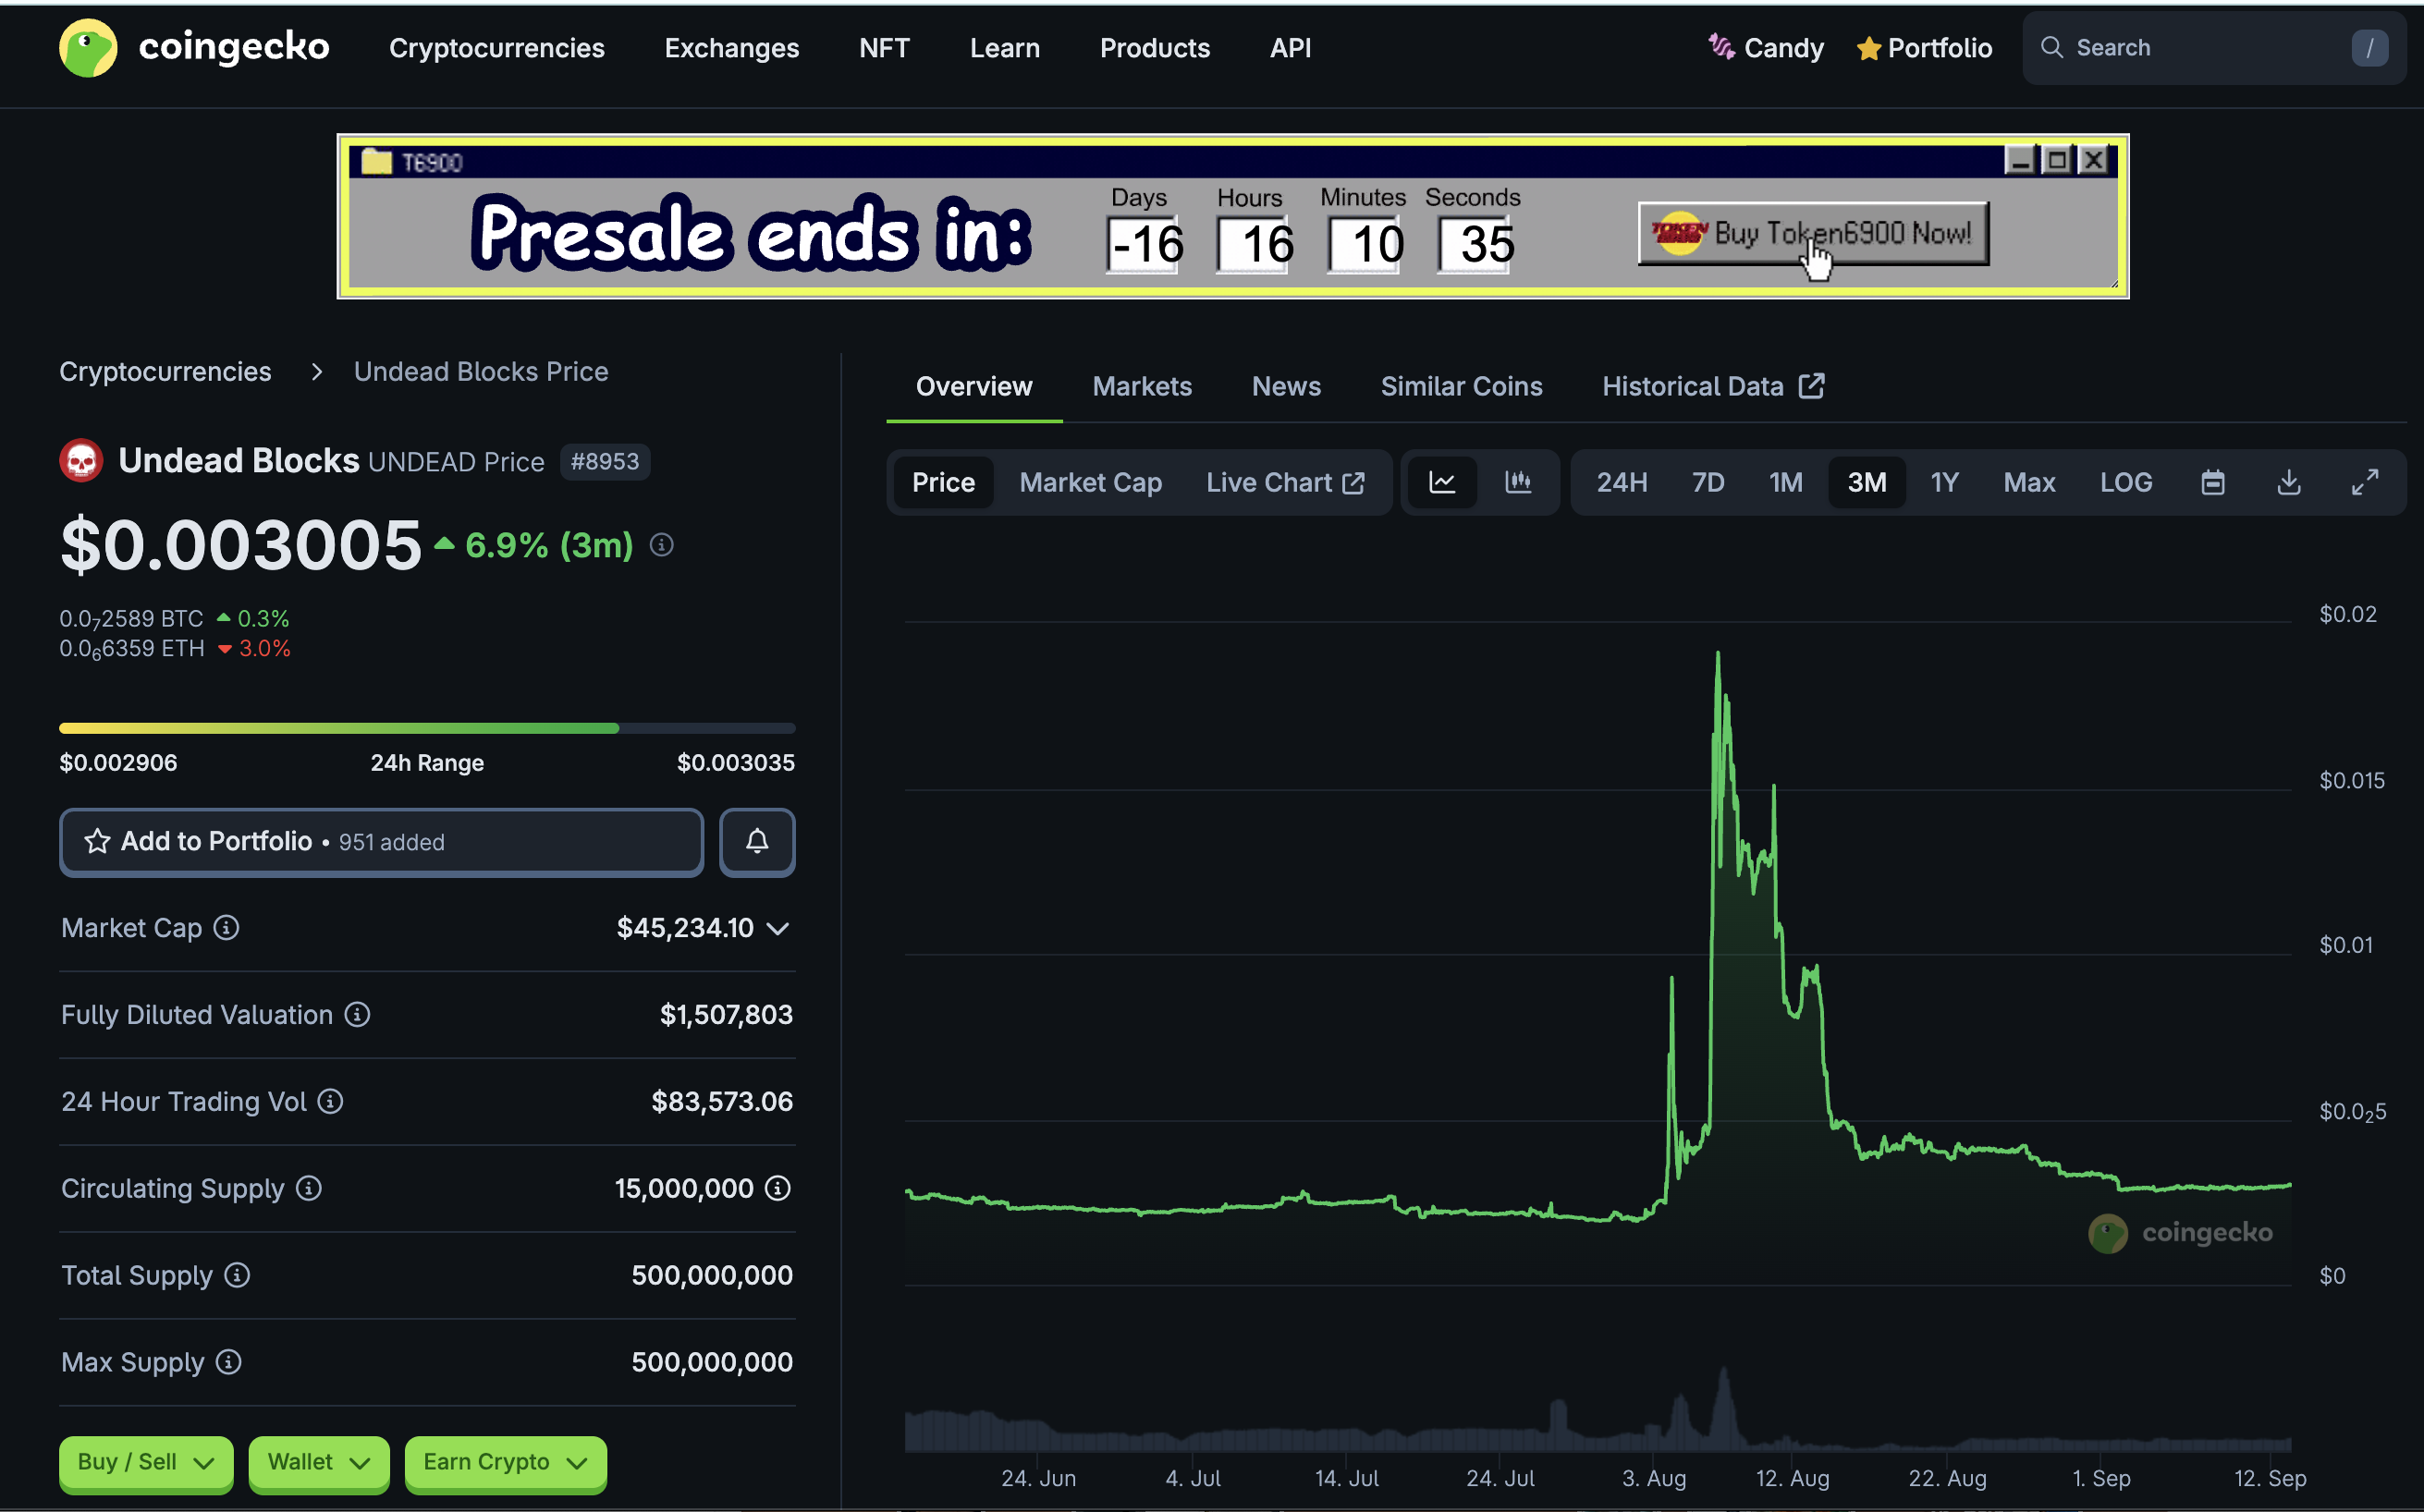 coingecko Cryptocurrencies Exchanges NFT Learn Products API Candy Portfolio Search /
T6900
Presale ends in:
Days Hours Minutes Seconds
-16 16 10 35
TOKEN Buy Token6900 Now!
Cryptocurrencies > Undead Blocks Price
Undead Blocks UNDEAD Price #8953
$0.003005 6.9% (3m)
0.0₇2589 BTC 0.3%
0.0₆6359 ETH 3.0%
$0.002906 24h Range $0.003035
Add to Portfolio • 951 added
Market Cap $45,234.10
Fully Diluted Valuation $1,507,803
24 Hour Trading Vol $83,573.06
Circulating Supply 15,000,000
Total Supply 500,000,000
Max Supply 500,000,000
Buy / Sell Wallet Earn Crypto
Overview Markets News Similar Coins Historical Data
Price Market Cap Live Chart 24H 7D 1M 3M 1Y Max LOG
$0.02
$0.015
$0.01
$0.0₂5
coingecko
$0
24. Jun 4. Jul 14. Jul 24. Jul 3. Aug 12. Aug 22. Aug 1. Sep 12. Sep